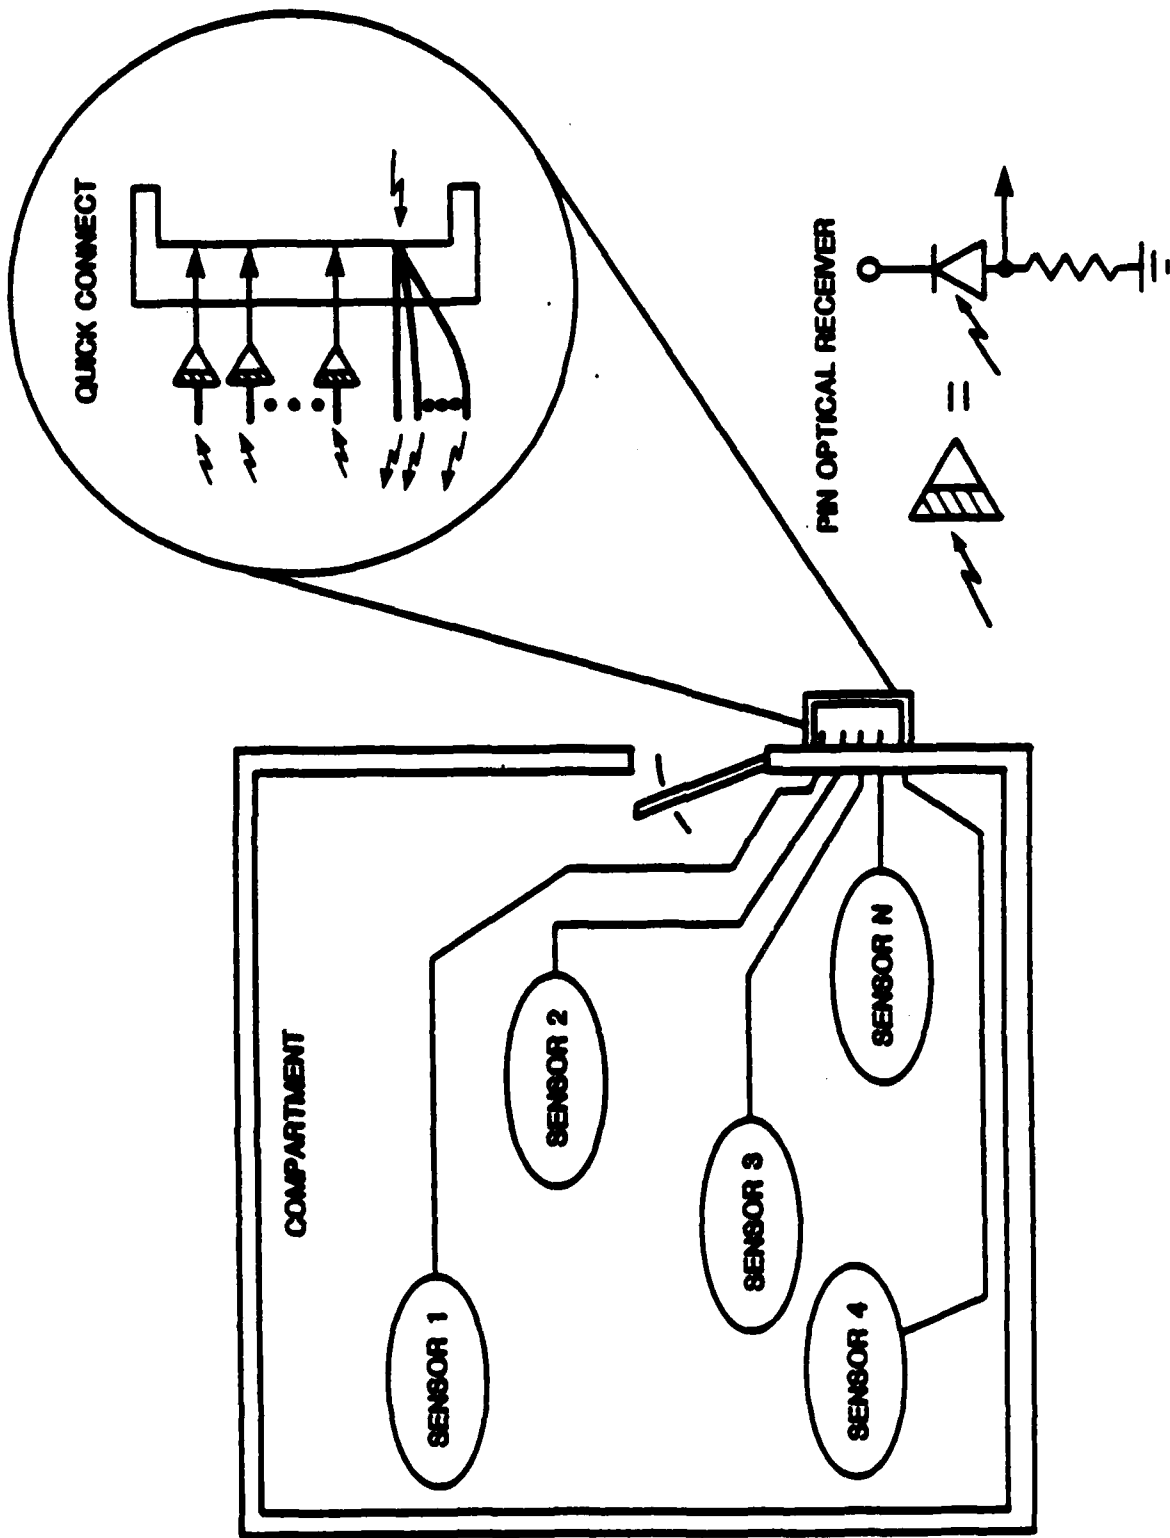 QUICK CONNECT
PIN OPTICAL RECEIVER
=
COMPARTMENT
SENSOR 1
SENSOR 2
SENSOR 3
SENSOR 4
SENSOR N